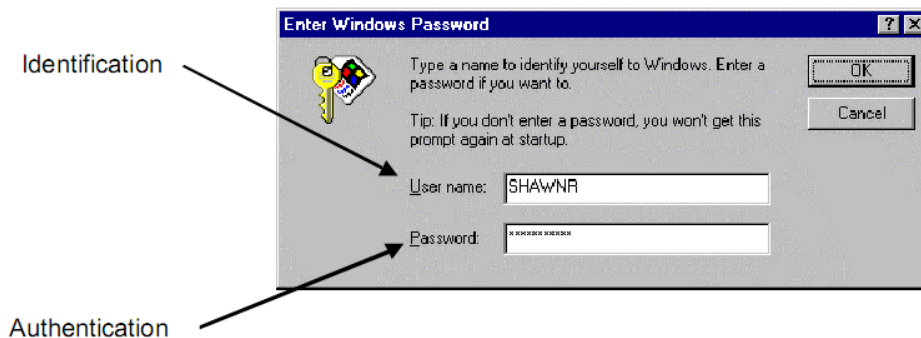 Enter Windows Password
Identification
Type a name to identify yourself to Windows. Enter a
password if you want to.
OK
Tip: If you don't enter a password, you won't get this
prompt again at startup.
Cancel
User name: SHAWNR
Password: ***********
Authentication